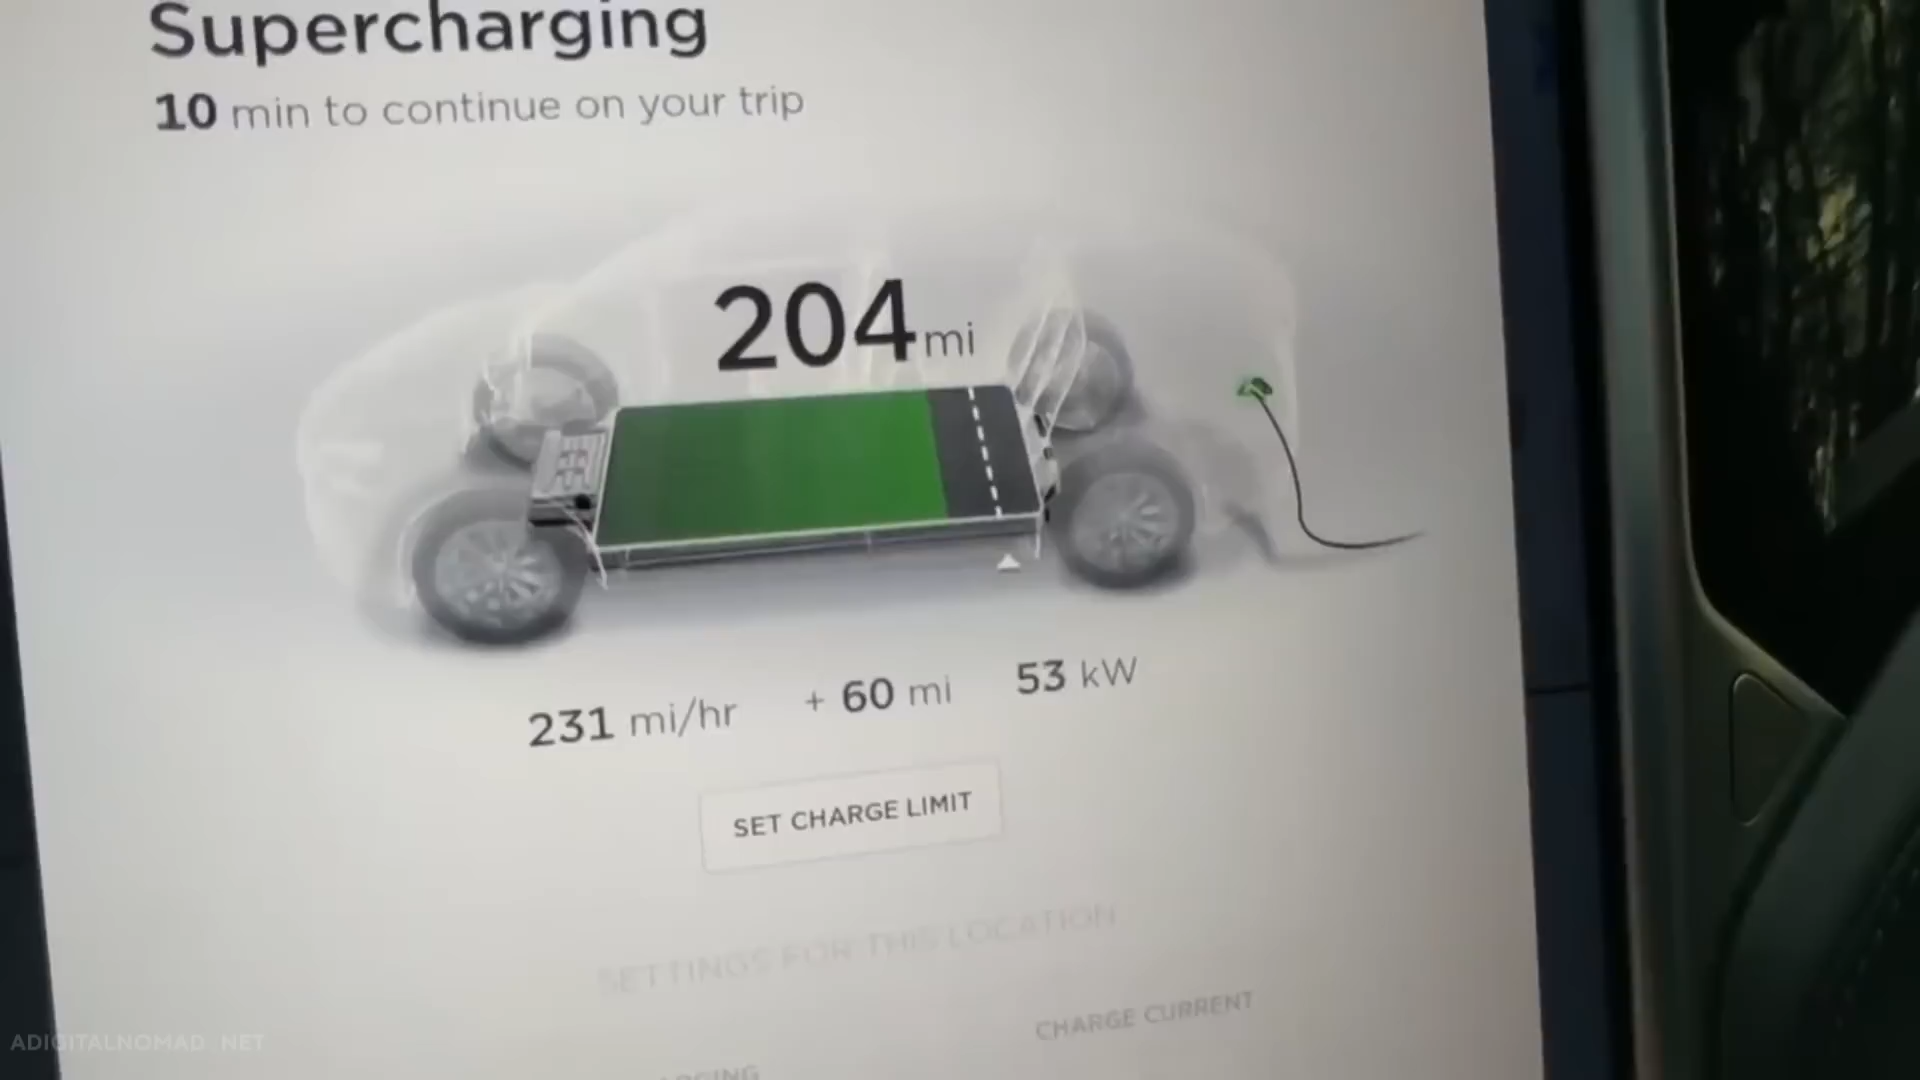 Supercharging
10 min to continue on your trip
204 mi
231 mi/hr + 60 mi 53 kW
SET CHARGE LIMIT
SETTINGS FOR THIS LOCATION
CHARGE CURRENT
ADIGITALNOMAD.NET